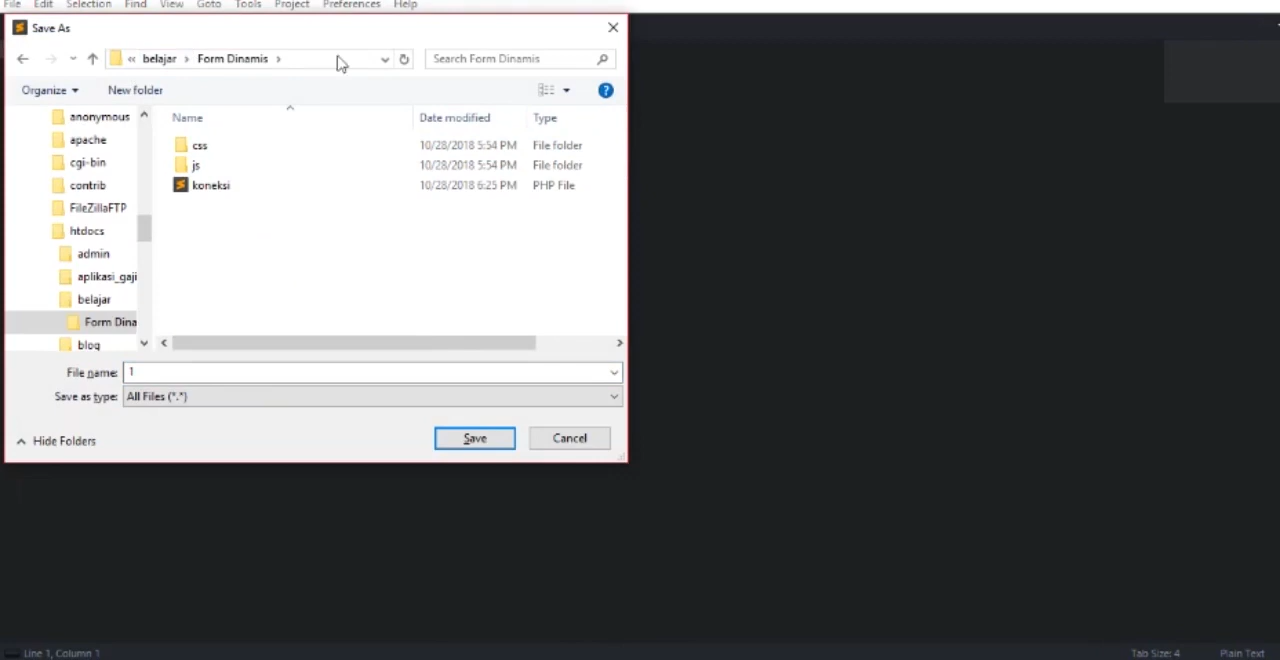 File Edit Selection Find View Goto Tools Project Preferences Help
Save As
« belajar › Form Dinamis ›
Search Form Dinamis
Organize
New folder
?
Name Date modified Type
anonymous
apache
cgi-bin
contrib
FileZillaFTP
htdocs
admin
aplikasi_gaji
belajar
Form Dina
blog
css 10/28/2018 5:54 PM File folder
js 10/28/2018 5:54 PM File folder
koneksi 10/28/2018 6:25 PM PHP File
File name: 1
Save as type: All Files (*.*)
Hide Folders
Save
Cancel
Line 1, Column 1
Tab Size: 4
Plain Text